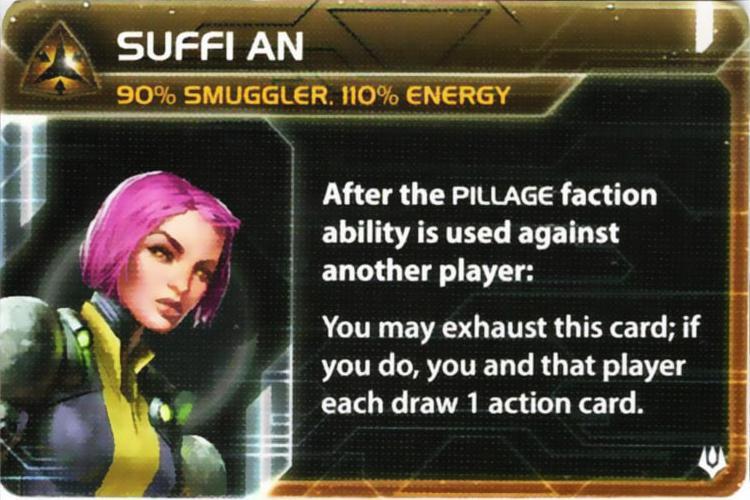 SUFFI AN
90% SMUGGLER. 110% ENERGY
After the PILLAGE faction
ability is used against
another player:
You may exhaust this card; if
you do, you and that player
each draw 1 action card.